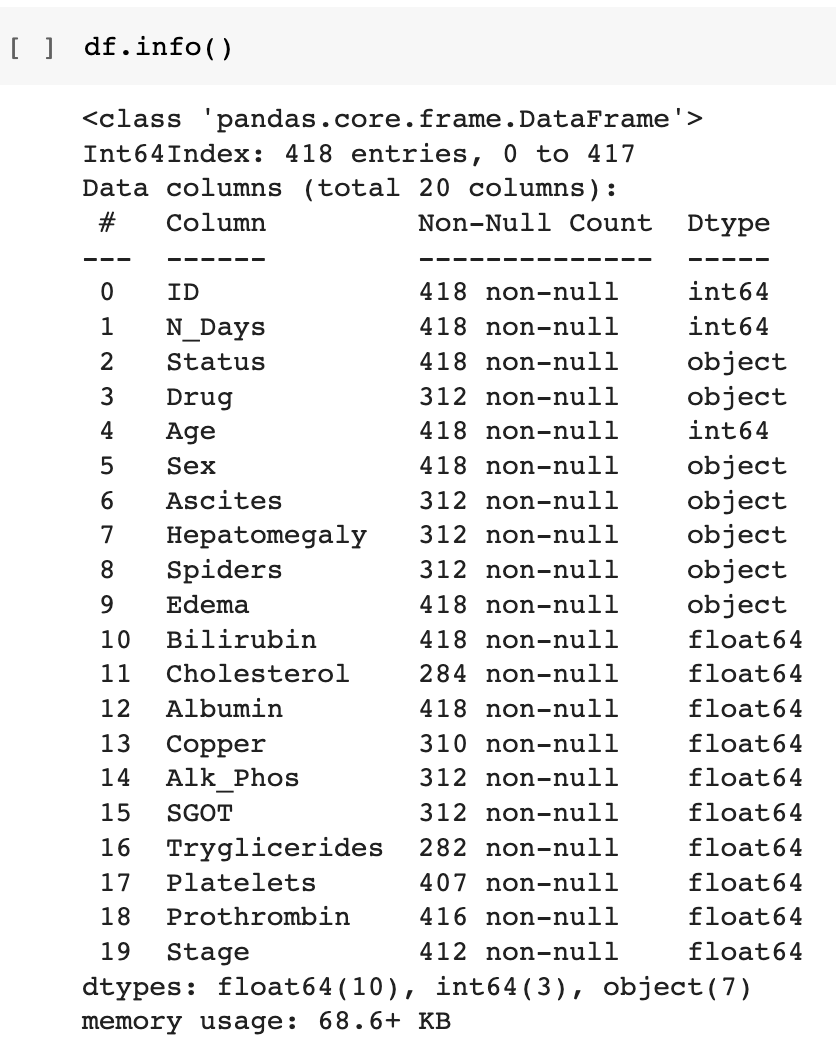 [ ] df.info()
<class 'pandas.core.frame.DataFrame'>
Int64Index: 418 entries, 0 to 417
Data columns (total 20 columns):
 #   Column         Non-Null Count  Dtype
---  ------         --------------  -----
 0   ID             418 non-null    int64
 1   N_Days         418 non-null    int64
 2   Status         418 non-null    object
 3   Drug           312 non-null    object
 4   Age            418 non-null    int64
 5   Sex            418 non-null    object
 6   Ascites        312 non-null    object
 7   Hepatomegaly   312 non-null    object
 8   Spiders        312 non-null    object
 9   Edema          418 non-null    object
 10  Bilirubin      418 non-null    float64
 11  Cholesterol    284 non-null    float64
 12  Albumin        418 non-null    float64
 13  Copper         310 non-null    float64
 14  Alk_Phos       312 non-null    float64
 15  SGOT           312 non-null    float64
 16  Tryglicerides  282 non-null    float64
 17  Platelets      407 non-null    float64
 18  Prothrombin    416 non-null    float64
 19  Stage          412 non-null    float64
dtypes: float64(10), int64(3), object(7)
memory usage: 68.6+ KB